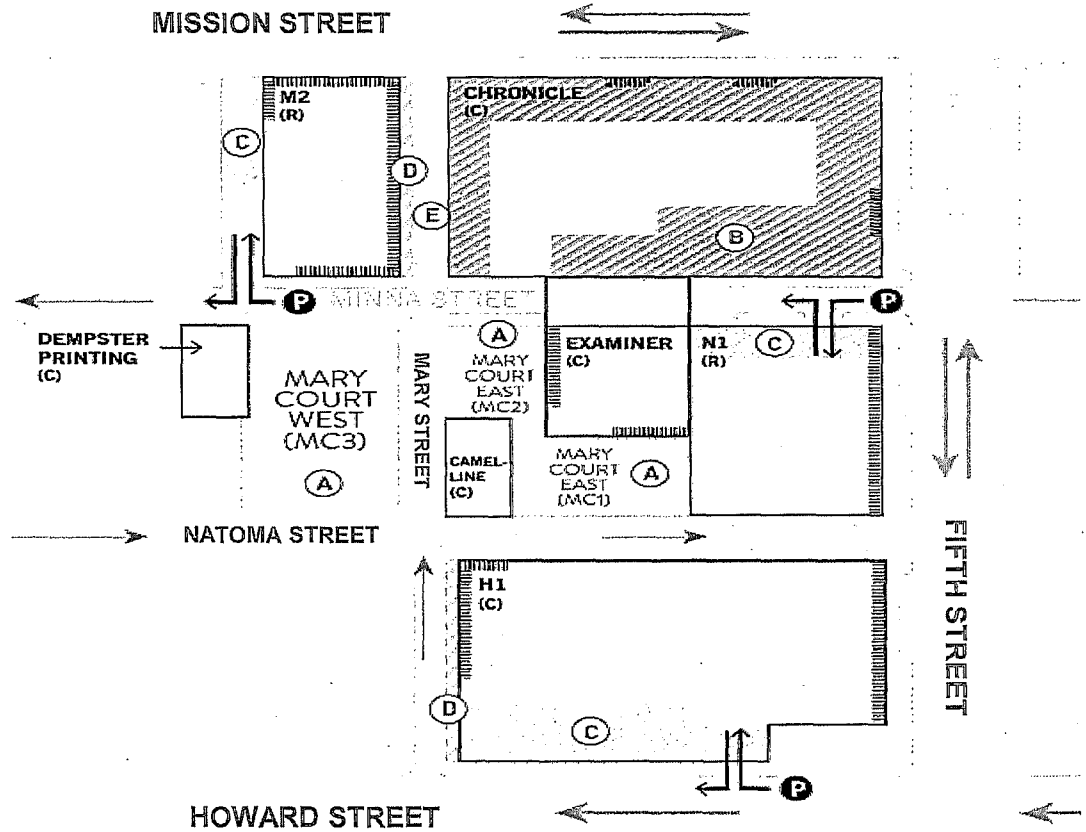 MISSION STREET
M2
(R)
CHRONICLE
(C)
C
D
E
B
P
MINNA STREET
P
DEMPSTER
PRINTING
(C)
MARY
COURT
WEST
(MC3)
A
MARY STREET
A
MARY
COURT
EAST
(MC2)
EXAMINER
(C)
N1
(R)
C
CAMEL-
LINE
(C)
MARY
COURT
EAST
(MC1)
A
NATOMA STREET
FIFTH STREET
H1
(C)
D
C
P
HOWARD STREET